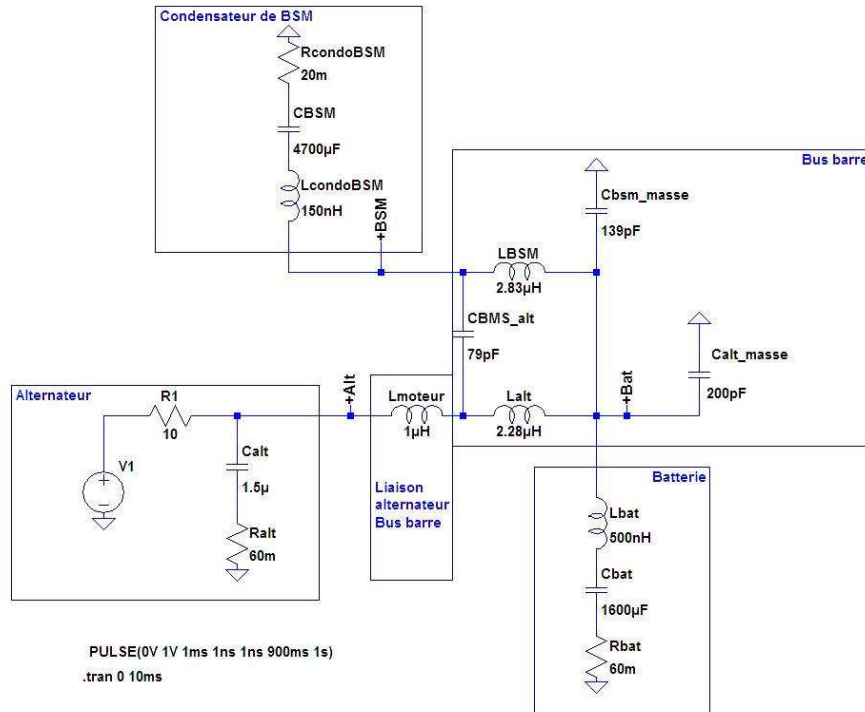 Condensateur de BSM
RcondoBSM
20m
CBSM
4700µF
LcondoBSM
150nH
+BSM
Bus barre
Cbsm_masse
139pF
LBSM
2.83µH
CBMS_alt
79pF
Calt_masse
200pF
Alternateur
R1
10
V1
Calt
1.5µ
Ralt
60m
+Alt
Lmoteur
1µH
Liaison
alternateur
Bus barre
Lalt
2.28µH
+Bat
Batterie
Lbat
500nH
Cbat
1600µF
Rbat
60m
PULSE(0V 1V 1ms 1ns 1ns 900ms 1s)
.tran 0 10ms